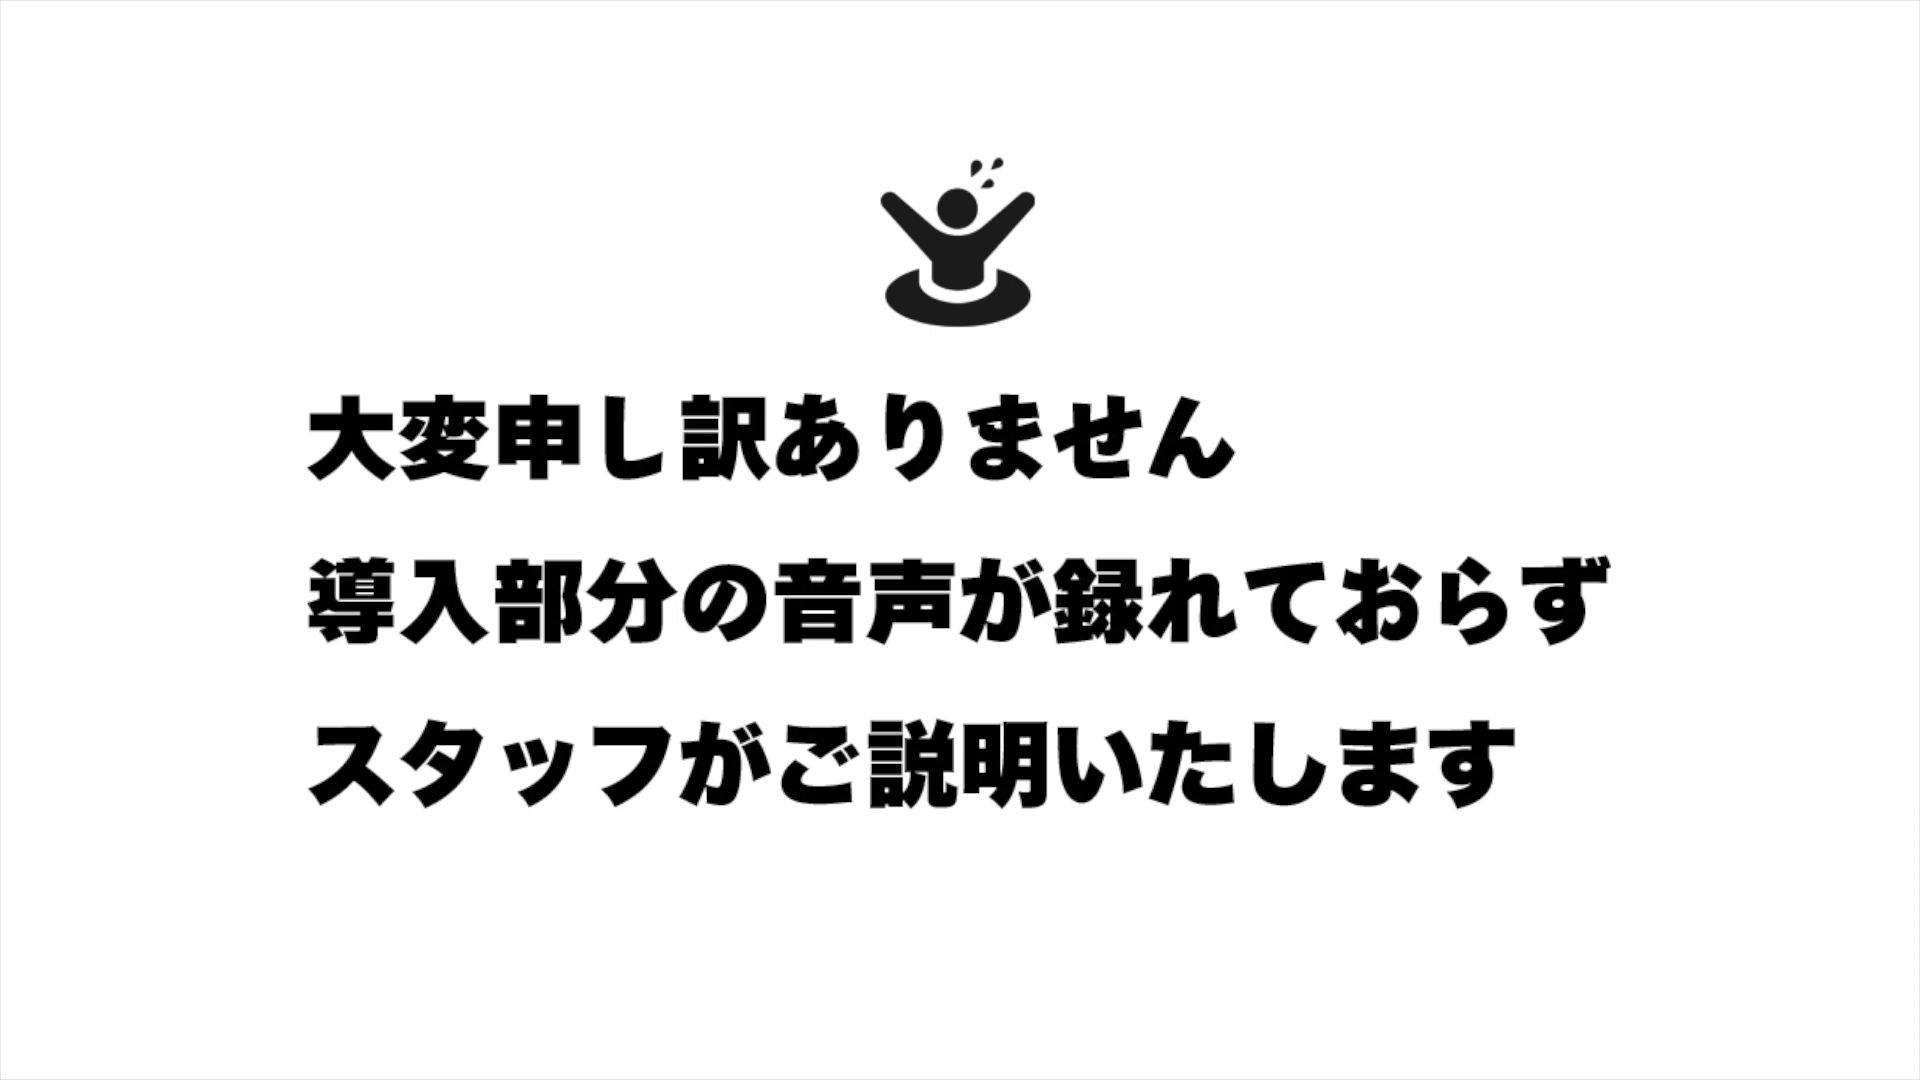 大変申し訳ありません
導入部分の音声が録れておらず
スタッフがご説明いたします